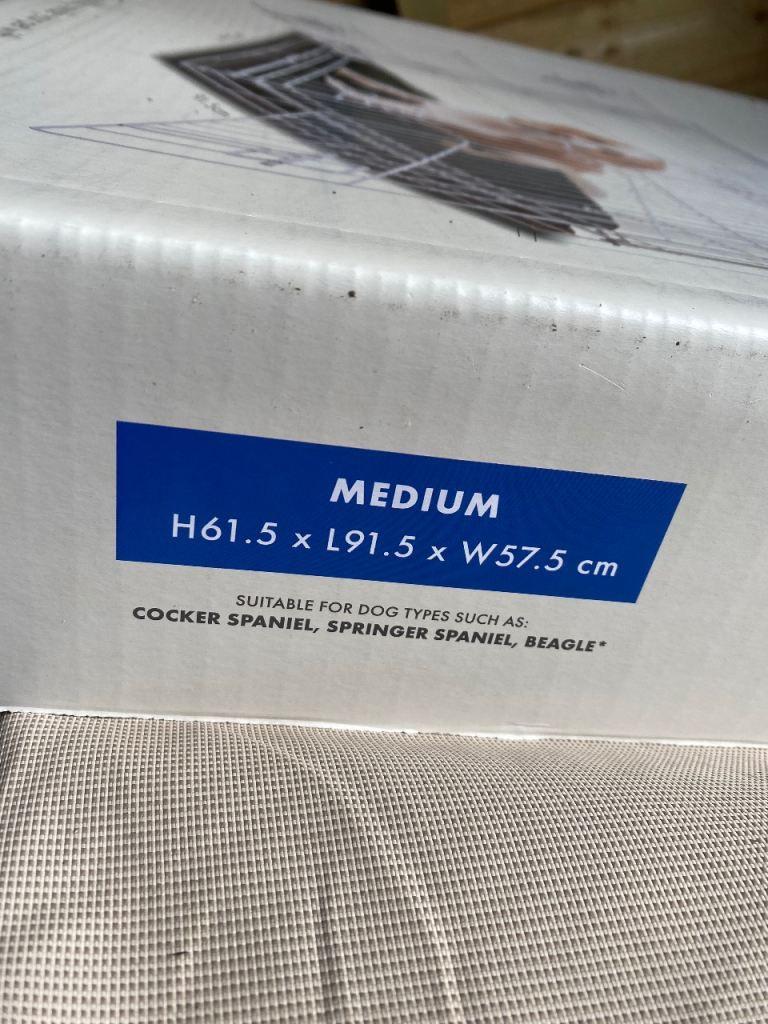 MEDIUM
H61.5 x L91.5 x W57.5 cm
SUITABLE FOR DOG TYPES SUCH AS:
COCKER SPANIEL, SPRINGER SPANIEL, BEAGLE*